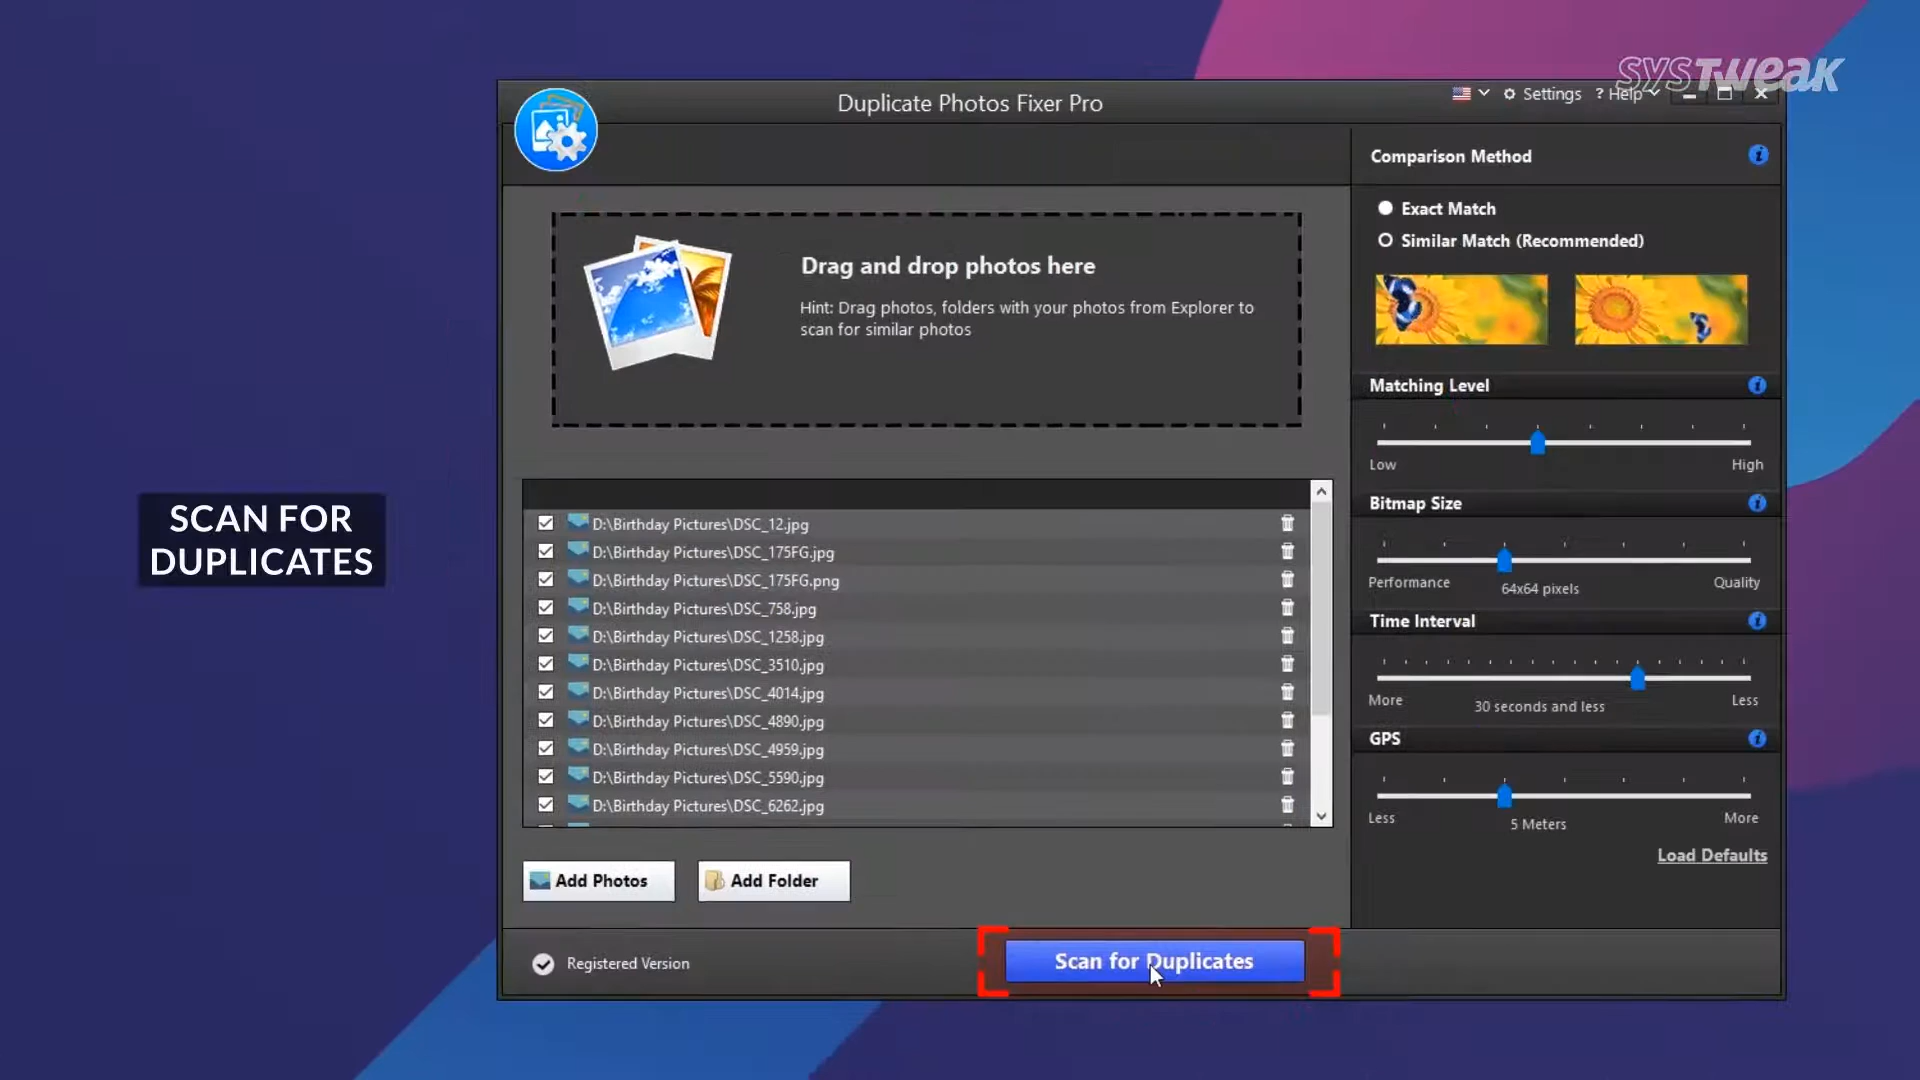 SYSTweak
Duplicate Photos Fixer Pro
Settings
? Help
Comparison Method
Exact Match
Similar Match (Recommended)
Drag and drop photos here
Hint: Drag photos, folders with your photos from Explorer to
scan for similar photos
Matching Level
Low
High
Bitmap Size
Performance
64x64 pixels
Quality
Time Interval
More
30 seconds and less
Less
GPS
Less
5 Meters
More
Load Defaults
SCAN FOR
DUPLICATES
D:\Birthday Pictures\DSC_12.jpg
D:\Birthday Pictures\DSC_175FG.jpg
D:\Birthday Pictures\DSC_175FG.png
D:\Birthday Pictures\DSC_758.jpg
D:\Birthday Pictures\DSC_1258.jpg
D:\Birthday Pictures\DSC_3510.jpg
D:\Birthday Pictures\DSC_4014.jpg
D:\Birthday Pictures\DSC_4890.jpg
D:\Birthday Pictures\DSC_4959.jpg
D:\Birthday Pictures\DSC_5590.jpg
D:\Birthday Pictures\DSC_6262.jpg
Add Photos
Add Folder
Registered Version
Scan for Duplicates